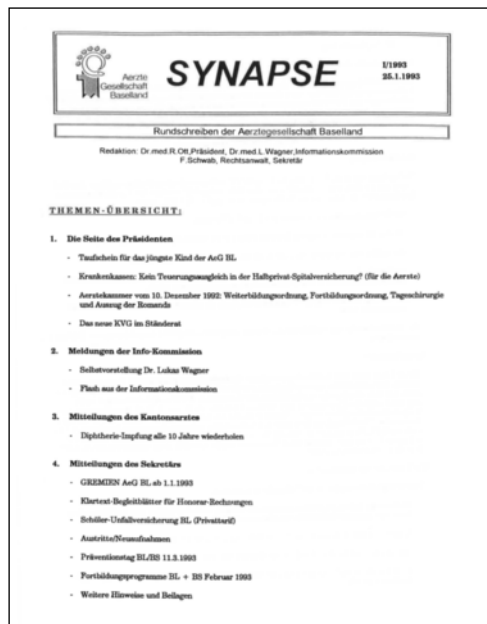 Aerzte
Gesellschaft
Baselland
SYNAPSE
I/1993
25.1.1993
Rundschreiben der Aerztegesellschaft Baselland
Redaktion: Dr.med.R.Ott,Präsident, Dr.med.L.Wagner,Informationskommission
F.Schwab, Rechtsanwalt, Sekretär
THEMEN-ÜBERSICHT:
1. Die Seite des Präsidenten
- Taufschein für das jüngste Kind der AeG BL
- Krankenkassen: Kein Teuerungsausgleich in der Halbprivat-Spitalversicherung? (für die Aerzte)
- Aerztekammer vom 10. Dezember 1992: Weiterbildungsordnung, Fortbildungsordnung, Tageschirurgie
und Auszug der Romands
- Das neue KVG im Ständerat
2. Meldungen der Info-Kommission
- Selbstvorstellung Dr. Lukas Wagner
- Flash aus der Informationskommission
3. Mitteilungen des Kantonsarztes
- Diphtherie-Impfung alle 10 Jahre wiederholen
4. Mitteilungen des Sekretärs
- GREMIEN AeG BL ab 1.1.1993
- Klartext-Begleitblätter für Honorar-Rechnungen
- Schüler-Unfallversicherung BL (Privattarif)
- Austritte/Neuaufnahmen
- Präventionstag BL/BS 11.3.1993
- Fortbildungsprogramme BL + BS Februar 1993
- Weitere Hinweise und Beilagen